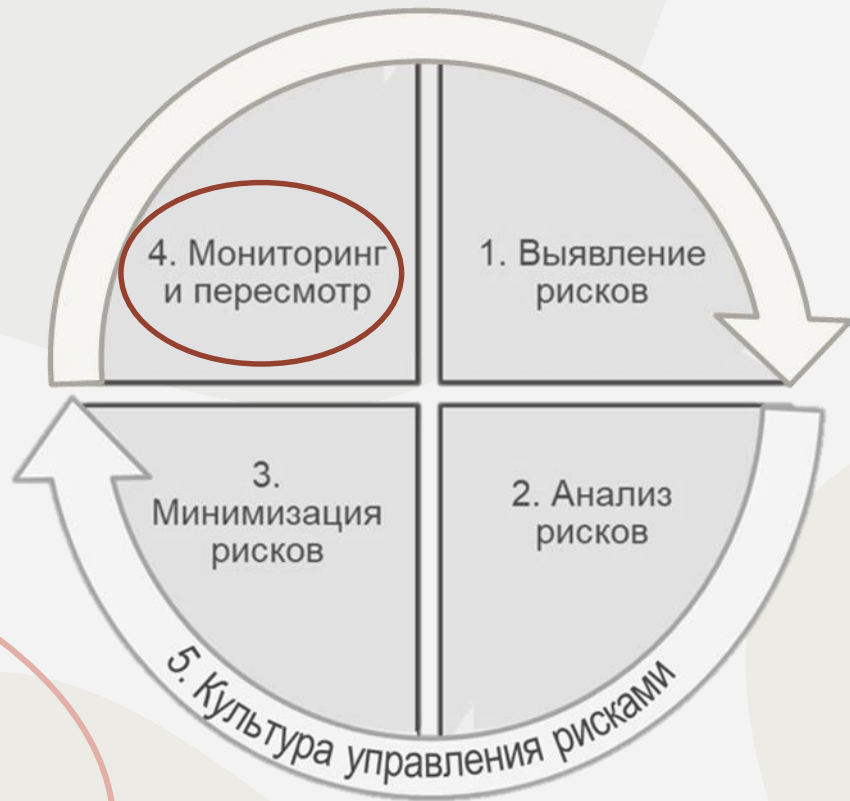 4. Мониторинг
и пересмотр
1. Выявление
рисков
3.
Минимизация
рисков
2. Анализ
рисков
5. Культура управления рисками